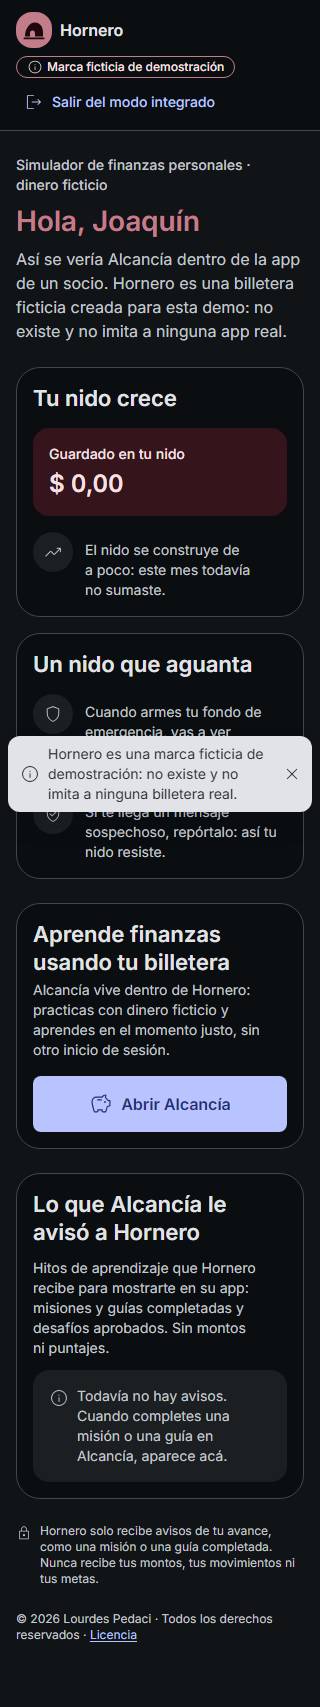 Hornero
Marca ficticia de demostración
Salir del modo integrado
Simulador de finanzas personales ·
dinero ficticio
Hola, Joaquín
Así se vería Alcancía dentro de la app
de un socio. Hornero es una billetera
ficticia creada para esta demo: no
existe y no imita a ninguna app real.
Tu nido crece
Guardado en tu nido
$ 0,00
El nido se construye de
a poco: este mes todavía
no sumaste.
Un nido que aguanta
Cuando armes tu fondo de
emergencia, vas a ver
Hornero es una marca ficticia de
demostración: no existe y no
imita a ninguna billetera real.
Si te llega un mensaje
sospechoso, repórtalo: así tu
nido resiste.
Aprende finanzas
usando tu billetera
Alcancía vive dentro de Hornero:
practicas con dinero ficticio y
aprendes en el momento justo, sin
otro inicio de sesión.
Abrir Alcancía
Lo que Alcancía le
avisó a Hornero
Hitos de aprendizaje que Hornero
recibe para mostrarte en su app:
misiones y guías completadas y
desafíos aprobados. Sin montos
ni puntajes.
Todavía no hay avisos.
Cuando completes una
misión o una guía en
Alcancía, aparece acá.
Hornero solo recibe avisos de tu avance,
como una misión o una guía completada.
Nunca recibe tus montos, tus movimientos ni
tus metas.
© 2026 Lourdes Pedaci · Todos los derechos
reservados · Licencia